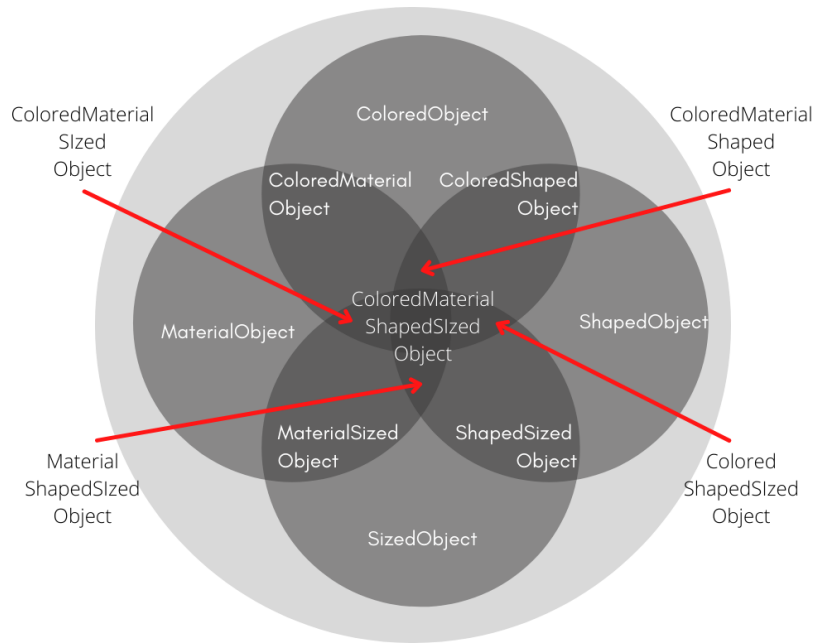 ColoredObject
ColoredMaterial
SIzed
Object
ColoredMaterial
Shaped
Object
ColoredMaterial
Object
ColoredShaped
Object
ColoredMaterial
ShapedSIzed
Object
MaterialObject
ShapedObject
MaterialSized
Object
ShapedSized
Object
Material
ShapedSIzed
Object
Colored
ShapedSIzed
Object
SizedObject